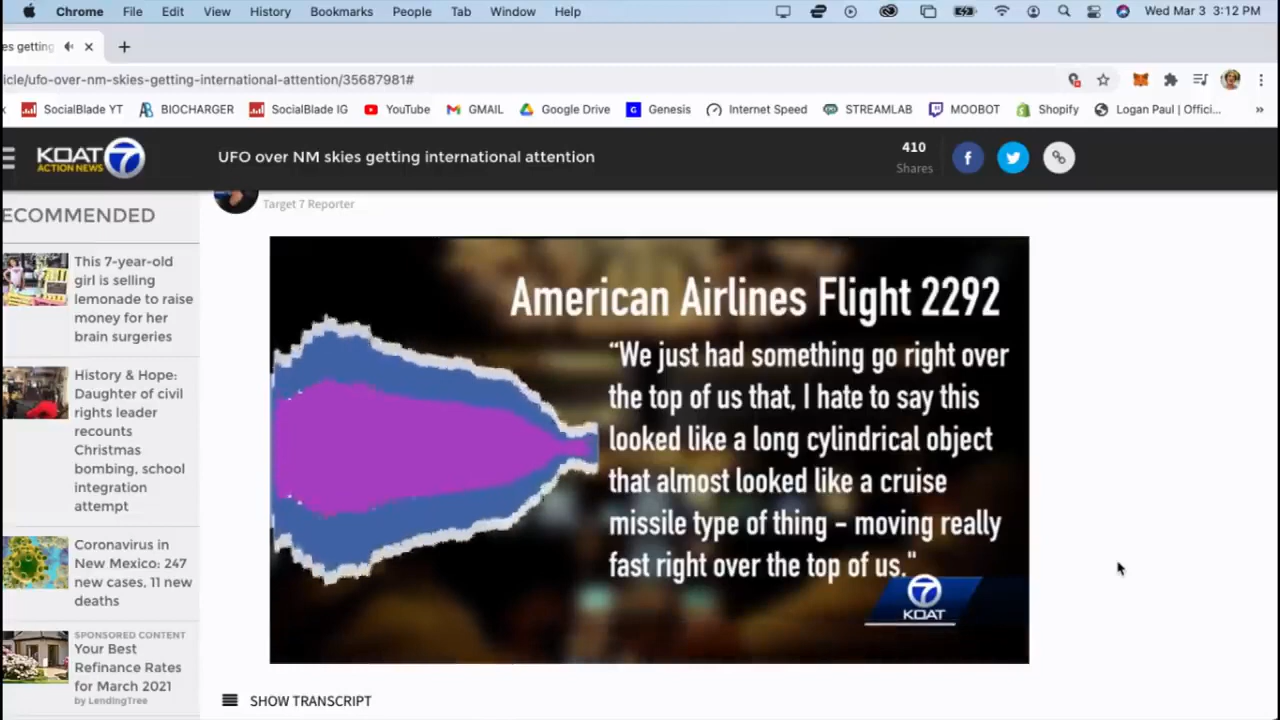 Chrome File Edit View History Bookmarks People Tab Window Help Wed Mar 3 3:12 PM
es getting
icle/ufo-over-nm-skies-getting-international-attention/35687981#
SocialBlade YT BIOCHARGER SocialBlade IG YouTube GMAIL Google Drive Genesis Internet Speed STREAMLAB MOOBOT Shopify Logan Paul || Offici... »
KOAT 7
ACTION NEWS
UFO over NM skies getting international attention
410
Shares
Target 7 Reporter
ECOMMENDED
This 7-year-old
girl is selling
lemonade to raise
money for her
brain surgeries
History & Hope:
Daughter of civil
rights leader
recounts
Christmas
bombing, school
integration
attempt
Coronavirus in
New Mexico: 247
new cases, 11 new
deaths
SPONSORED CONTENT
Your Best
Refinance Rates
for March 2021
by LendingTree
American Airlines Flight 2292
“We just had something go right over
the top of us that, I hate to say this
looked like a long cylindrical object
that almost looked like a cruise
missile type of thing – moving really
fast right over the top of us."
7
KOAT
SHOW TRANSCRIPT